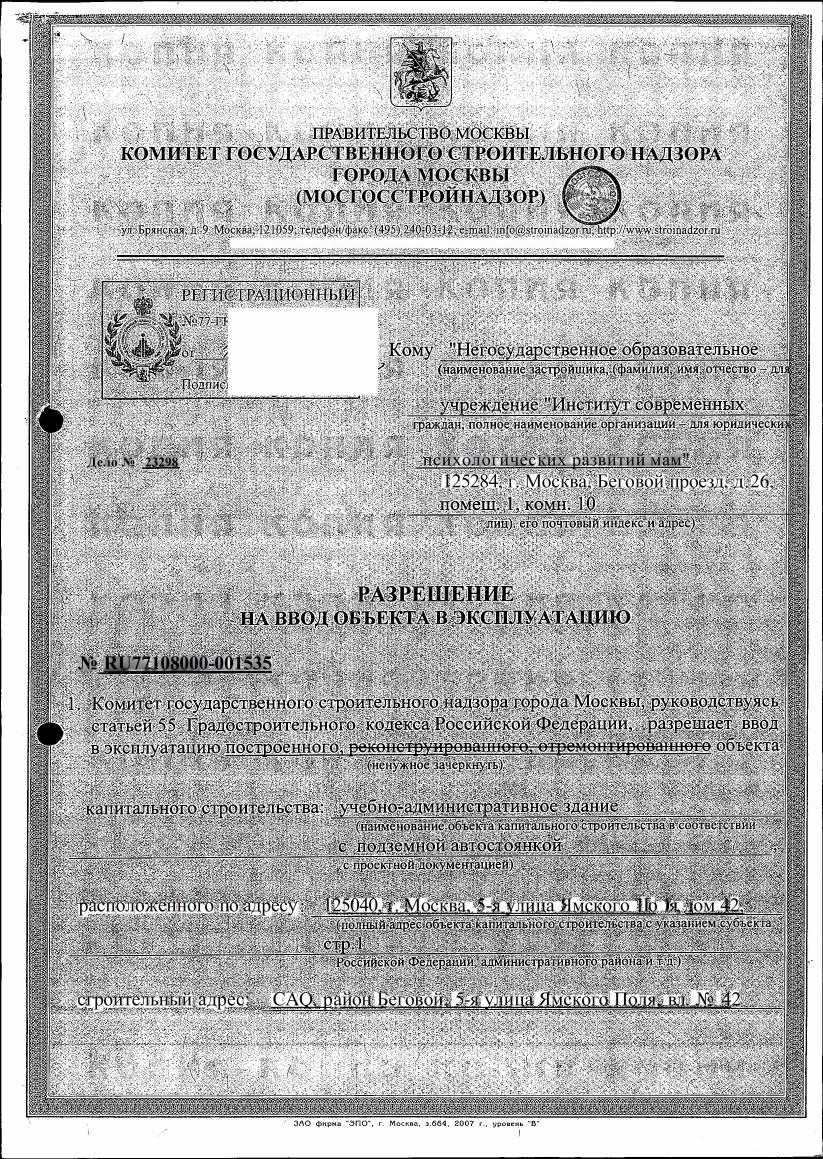 ПРАВИТЕЛЬСТВО МОСКВЫ
КОМИТЕТ ГОСУДАРСТВЕННОГО СТРОИТЕЛЬНОГО НАДЗОРА
ГОРОДА МОСКВЫ
(МОСГОССТРОЙНАДЗОР)
ул. Брянская, д. 9, Москва, 121059; телефон/факс: (495) 240-03-12, e-mail: info@stroinadzor.ru, http://www.stroinadzor.ru
РЕГИСТРАЦИОННЫЙ
№77-ГК
от
Подпис
Кому "Негосударственное образовательное
(наименование застройщика, (фамилия, имя, отчество – для
учреждение "Институт современных
граждан, полное наименование организации – для юридических
Дело № 23298
психологических развитий мам"
125284, г. Москва, Беговой проезд, д.26,
помещ. 1, комн. 10
лиц), его почтовый индекс и адрес)
РАЗРЕШЕНИЕ
НА ВВОД ОБЪЕКТА В ЭКСПЛУАТАЦИЮ
№ RU77108000-001535
1. Комитет государственного строительного надзора города Москвы, руководствуясь
статьей 55 Градостроительного кодекса Российской Федерации, разрешает ввод
в эксплуатацию построенного, реконструированного, отремонтированного объекта
(ненужное зачеркнуть)
капитального строительства: учебно-административное здание
(наименование объекта капитального строительства в соответствии
с подземной автостоянкой
с проектной документацией)
расположенного по адресу: 125040, г. Москва, 5-я улица Ямского По я, дом 42,
(полный адрес объекта капитального строительства с указанием субъекта
стр.1
Российской Федерации, административного района и т.д.)
строительный адрес: САО, район Беговой, 5-я улица Ямского Поля, вл. № 42
ЗАО фирма "ЭПО", г. Москва, з.664, 2007 г., уровень "В"